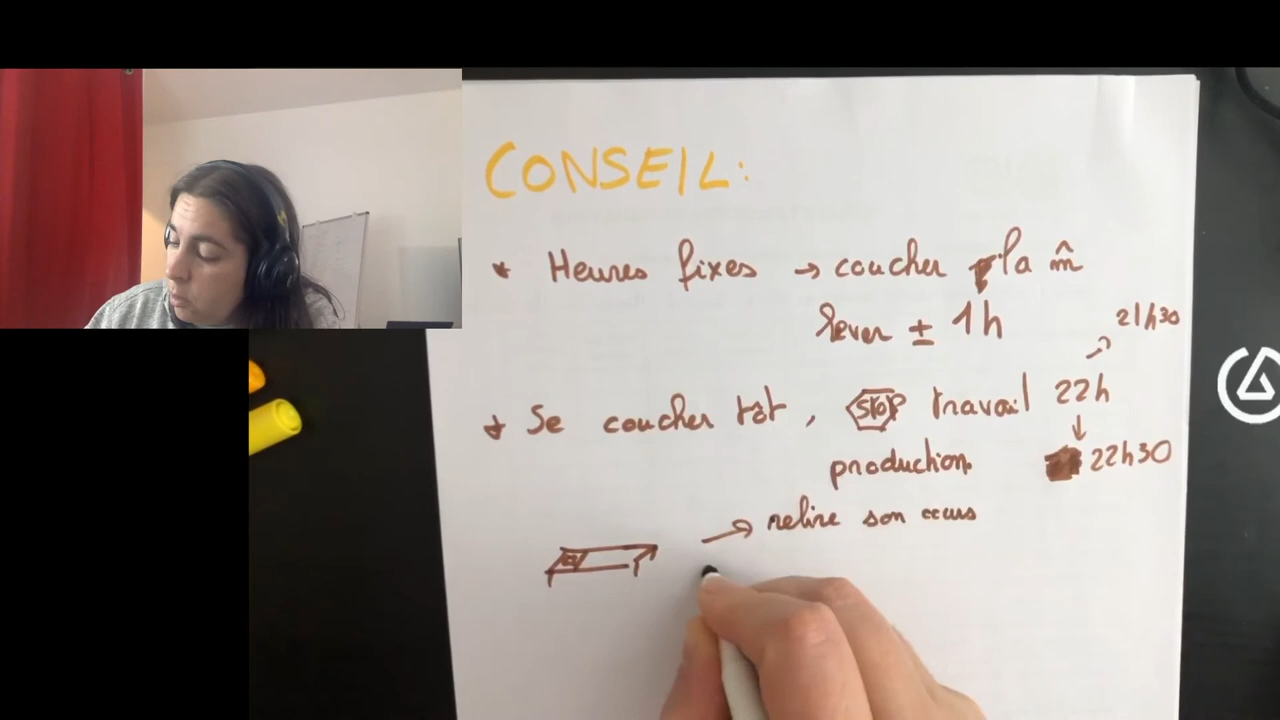 CONSEIL:
* Heures fixes → coucher la m̂
lever ± 1h
21h30
* Se coucher tôt, STOP travail 22h
production 22h30
→ relire son cours